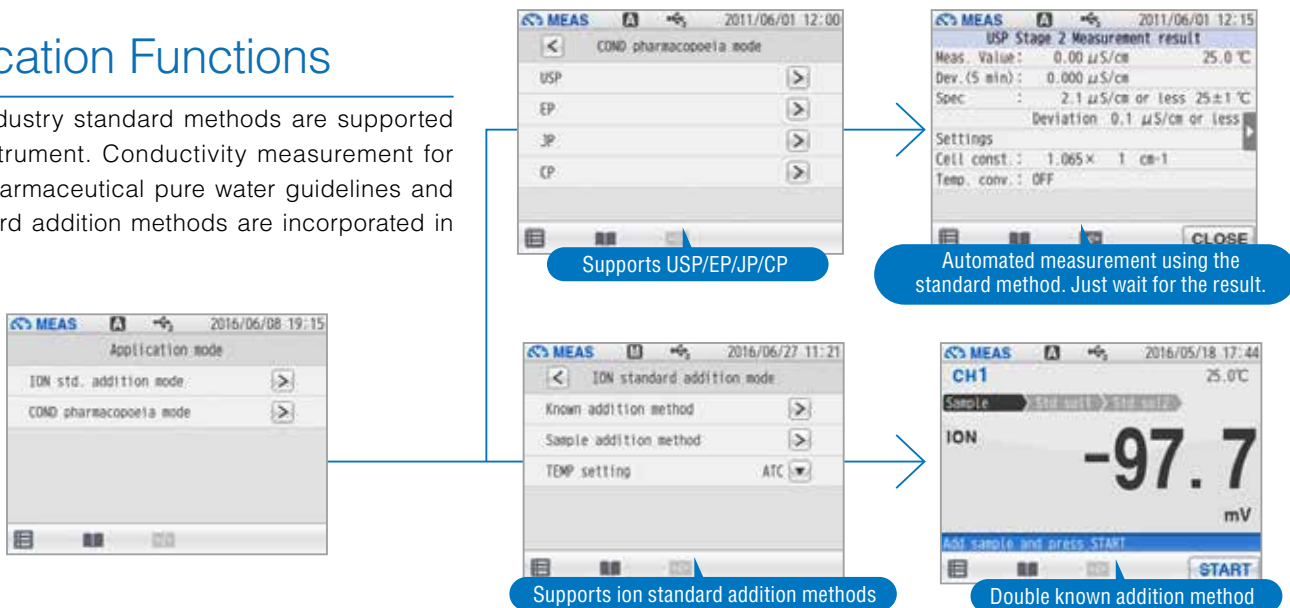 cation Functions
dustry standard methods are supported
trument. Conductivity measurement for
armaceutical pure water guidelines and
rd addition methods are incorporated in
MEAS A 2016/06/08 19:15
Application mode
ION std. addition mode >
COND pharmacopoeia mode >
MEAS A 2011/06/01 12:00
< COND pharmacopoeia mode
USP >
EP >
JP >
CP >
Supports USP/EP/JP/CP
MEAS A 2011/06/01 12:15
USP Stage 2 Measurement result
Meas. Value: 0.00 μS/cm 25.0 ℃
Dev.(5 min): 0.000 μS/cm
Spec : 2.1 μS/cm or less 25±1 ℃
Deviation 0.1 μS/cm or less
Settings
Cell const.: 1.065× 1 cm-1
Temp. conv.: OFF
CLOSE
Automated measurement using the
standard method. Just wait for the result.
MEAS M 2016/06/27 11:21
< ION standard addition mode
Known addition method >
Sample addition method >
TEMP setting ATC
Supports ion standard addition methods
MEAS A 2016/05/18 17:44
CH1 25.0℃
Sample
ION
-97.7
mV
Add sample and press START
START
Double known addition method